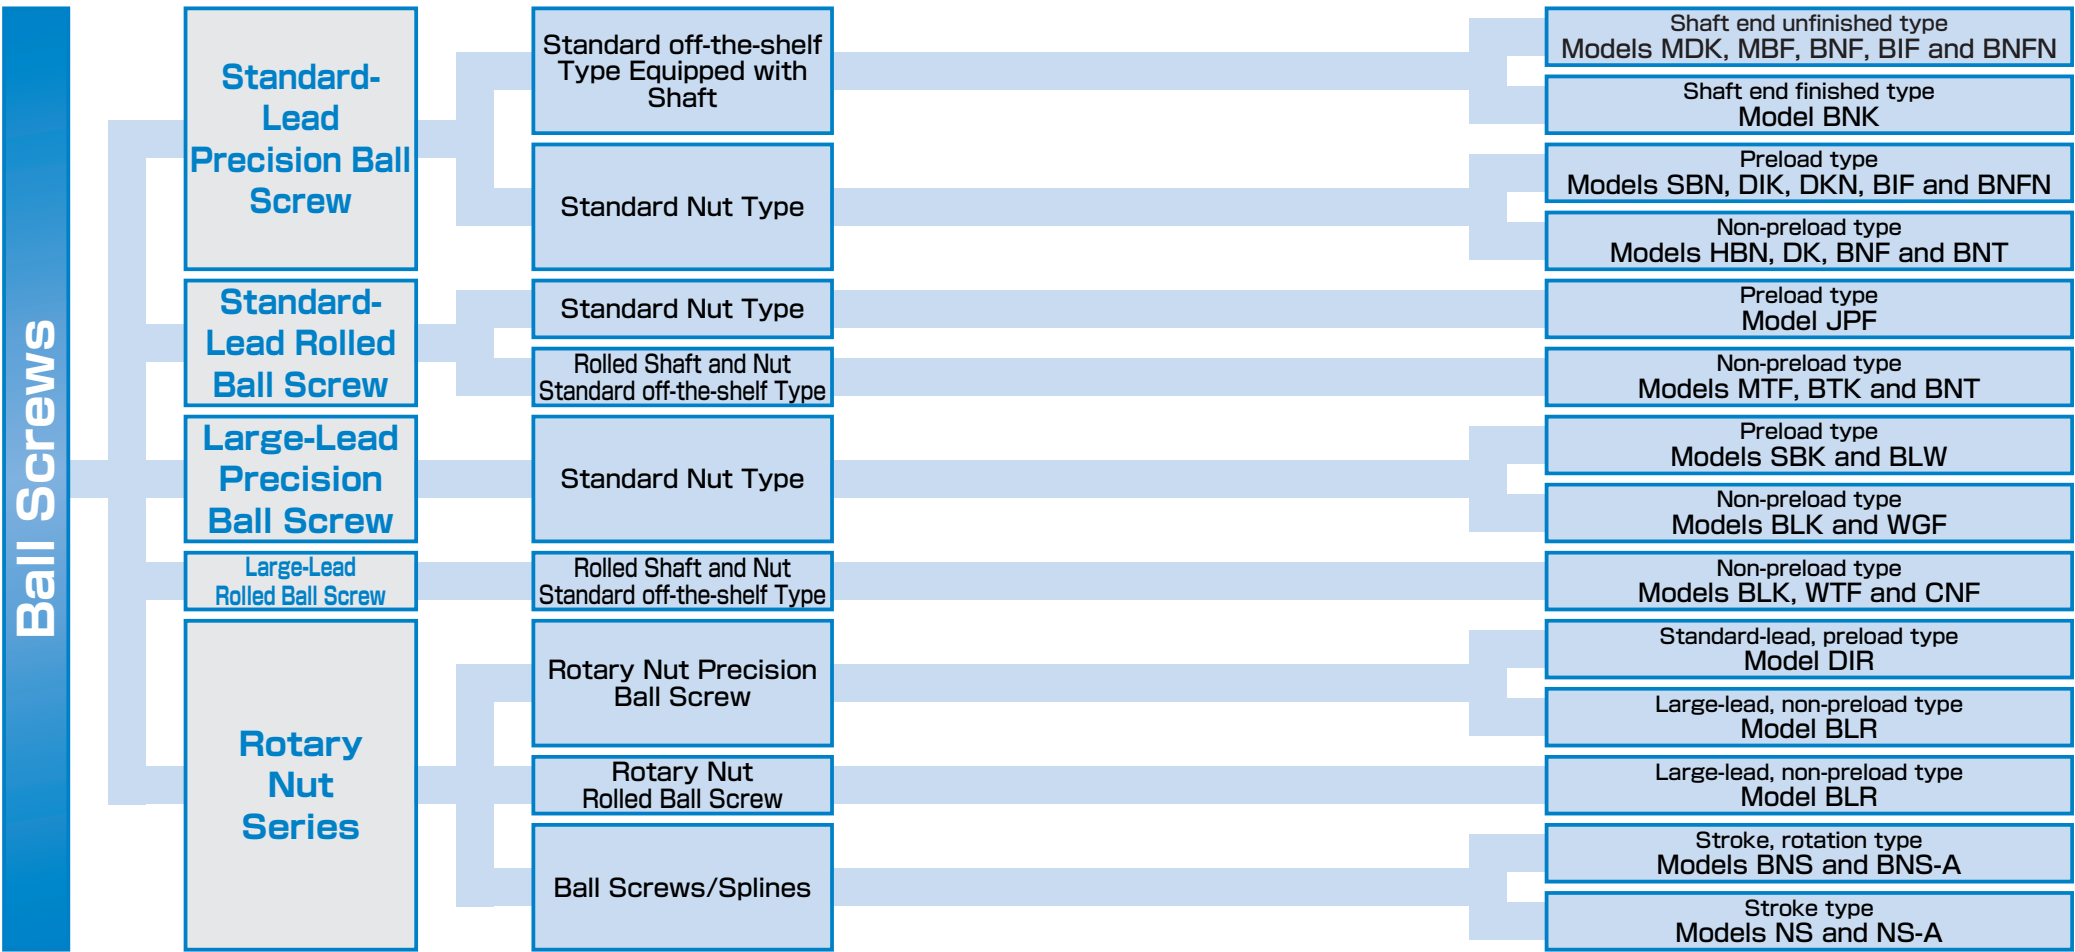 Ball Screws
Standard-
Lead
Precision Ball
Screw
Standard off-the-shelf
Type Equipped with
Shaft
Shaft end unfinished type
Models MDK, MBF, BNF, BIF and BNFN
Shaft end finished type
Model BNK
Standard Nut Type
Preload type
Models SBN, DIK, DKN, BIF and BNFN
Non-preload type
Models HBN, DK, BNF and BNT
Standard-
Lead Rolled
Ball Screw
Standard Nut Type
Preload type
Model JPF
Rolled Shaft and Nut
Standard off-the-shelf Type
Non-preload type
Models MTF, BTK and BNT
Large-Lead
Precision
Ball Screw
Standard Nut Type
Preload type
Models SBK and BLW
Non-preload type
Models BLK and WGF
Large-Lead
Rolled Ball Screw
Rolled Shaft and Nut
Standard off-the-shelf Type
Non-preload type
Models BLK, WTF and CNF
Rotary
Nut
Series
Rotary Nut Precision
Ball Screw
Standard-lead, preload type
Model DIR
Large-lead, non-preload type
Model BLR
Rotary Nut
Rolled Ball Screw
Large-lead, non-preload type
Model BLR
Ball Screws/Splines
Stroke, rotation type
Models BNS and BNS-A
Stroke type
Models NS and NS-A